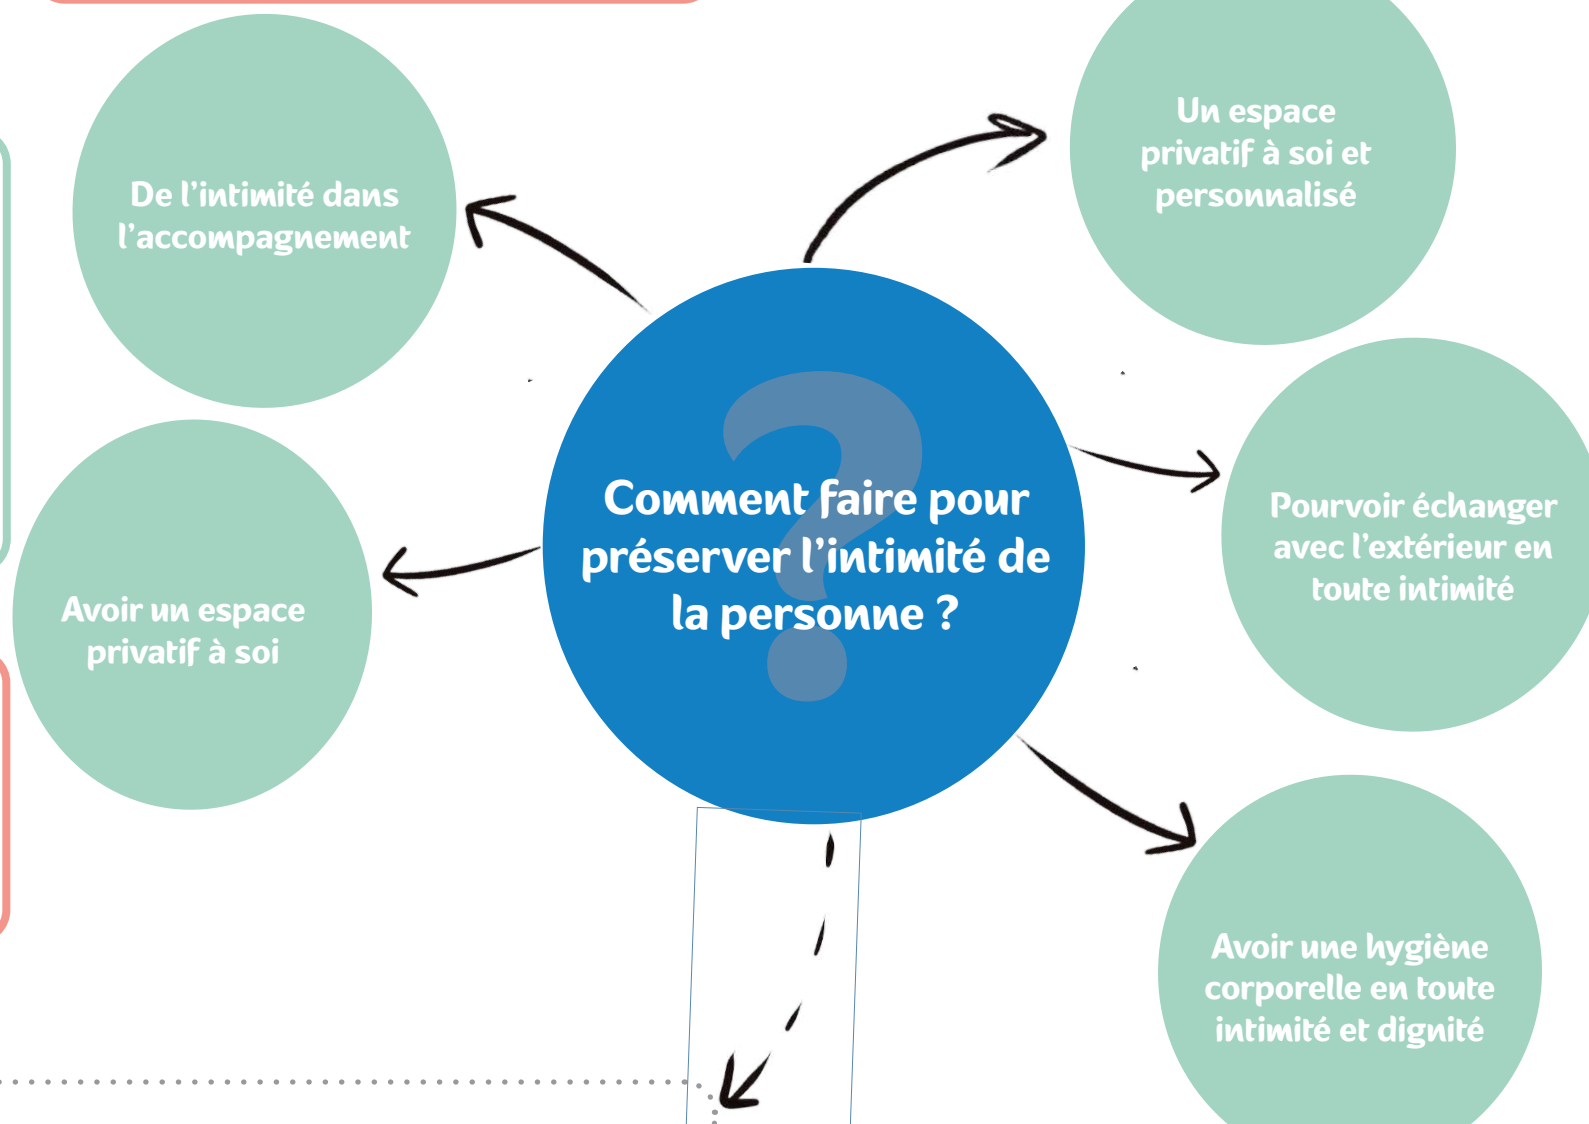 De l'intimité dans
l'accompagnement
Un espace
privatif à soi et
personnalisé
Comment faire pour
préserver l'intimité de
la personne ?
?
Pourvoir échanger
avec l'extérieur en
toute intimité
Avoir un espace
privatif à soi
Avoir une hygiène
corporelle en toute
intimité et dignité